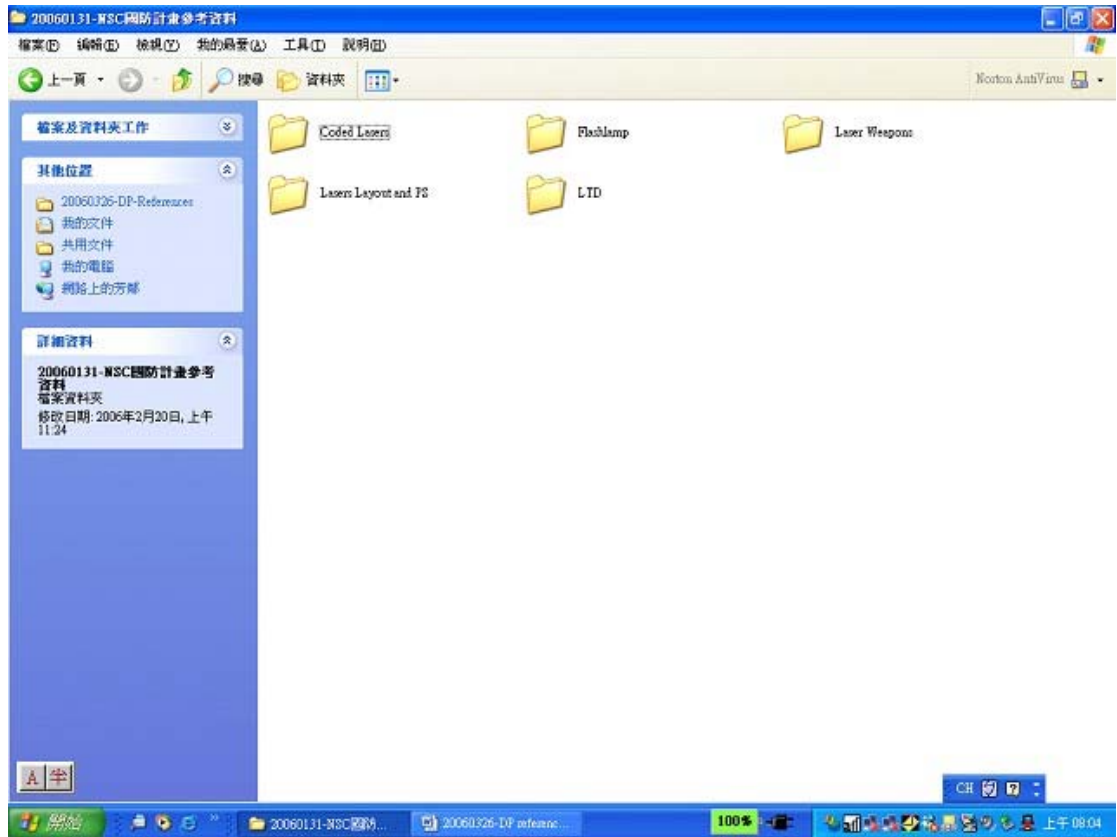 20060131-NSC國防計畫參考資料
檔案(F) 編輯(E) 檢視(V) 我的最愛(A) 工具(T) 說明(H)
上一頁 搜尋 資料夾 Norton AntiVirus
檔案及資料夾工作
其他位置
20060326-DP-References
我的文件
共用文件
我的電腦
網路上的芳鄰
詳細資料
20060131-NSC國防計畫參考
資料
檔案資料夾
修改日期: 2006年2月20日, 上午
11:24
Coded Lasers Flashlamp Laser Weapons
Lasers Layout and PS LTD
A 半
CH
開始 20060131-NSC國防... 20060326-DP referenc... 100% 上午 08:04